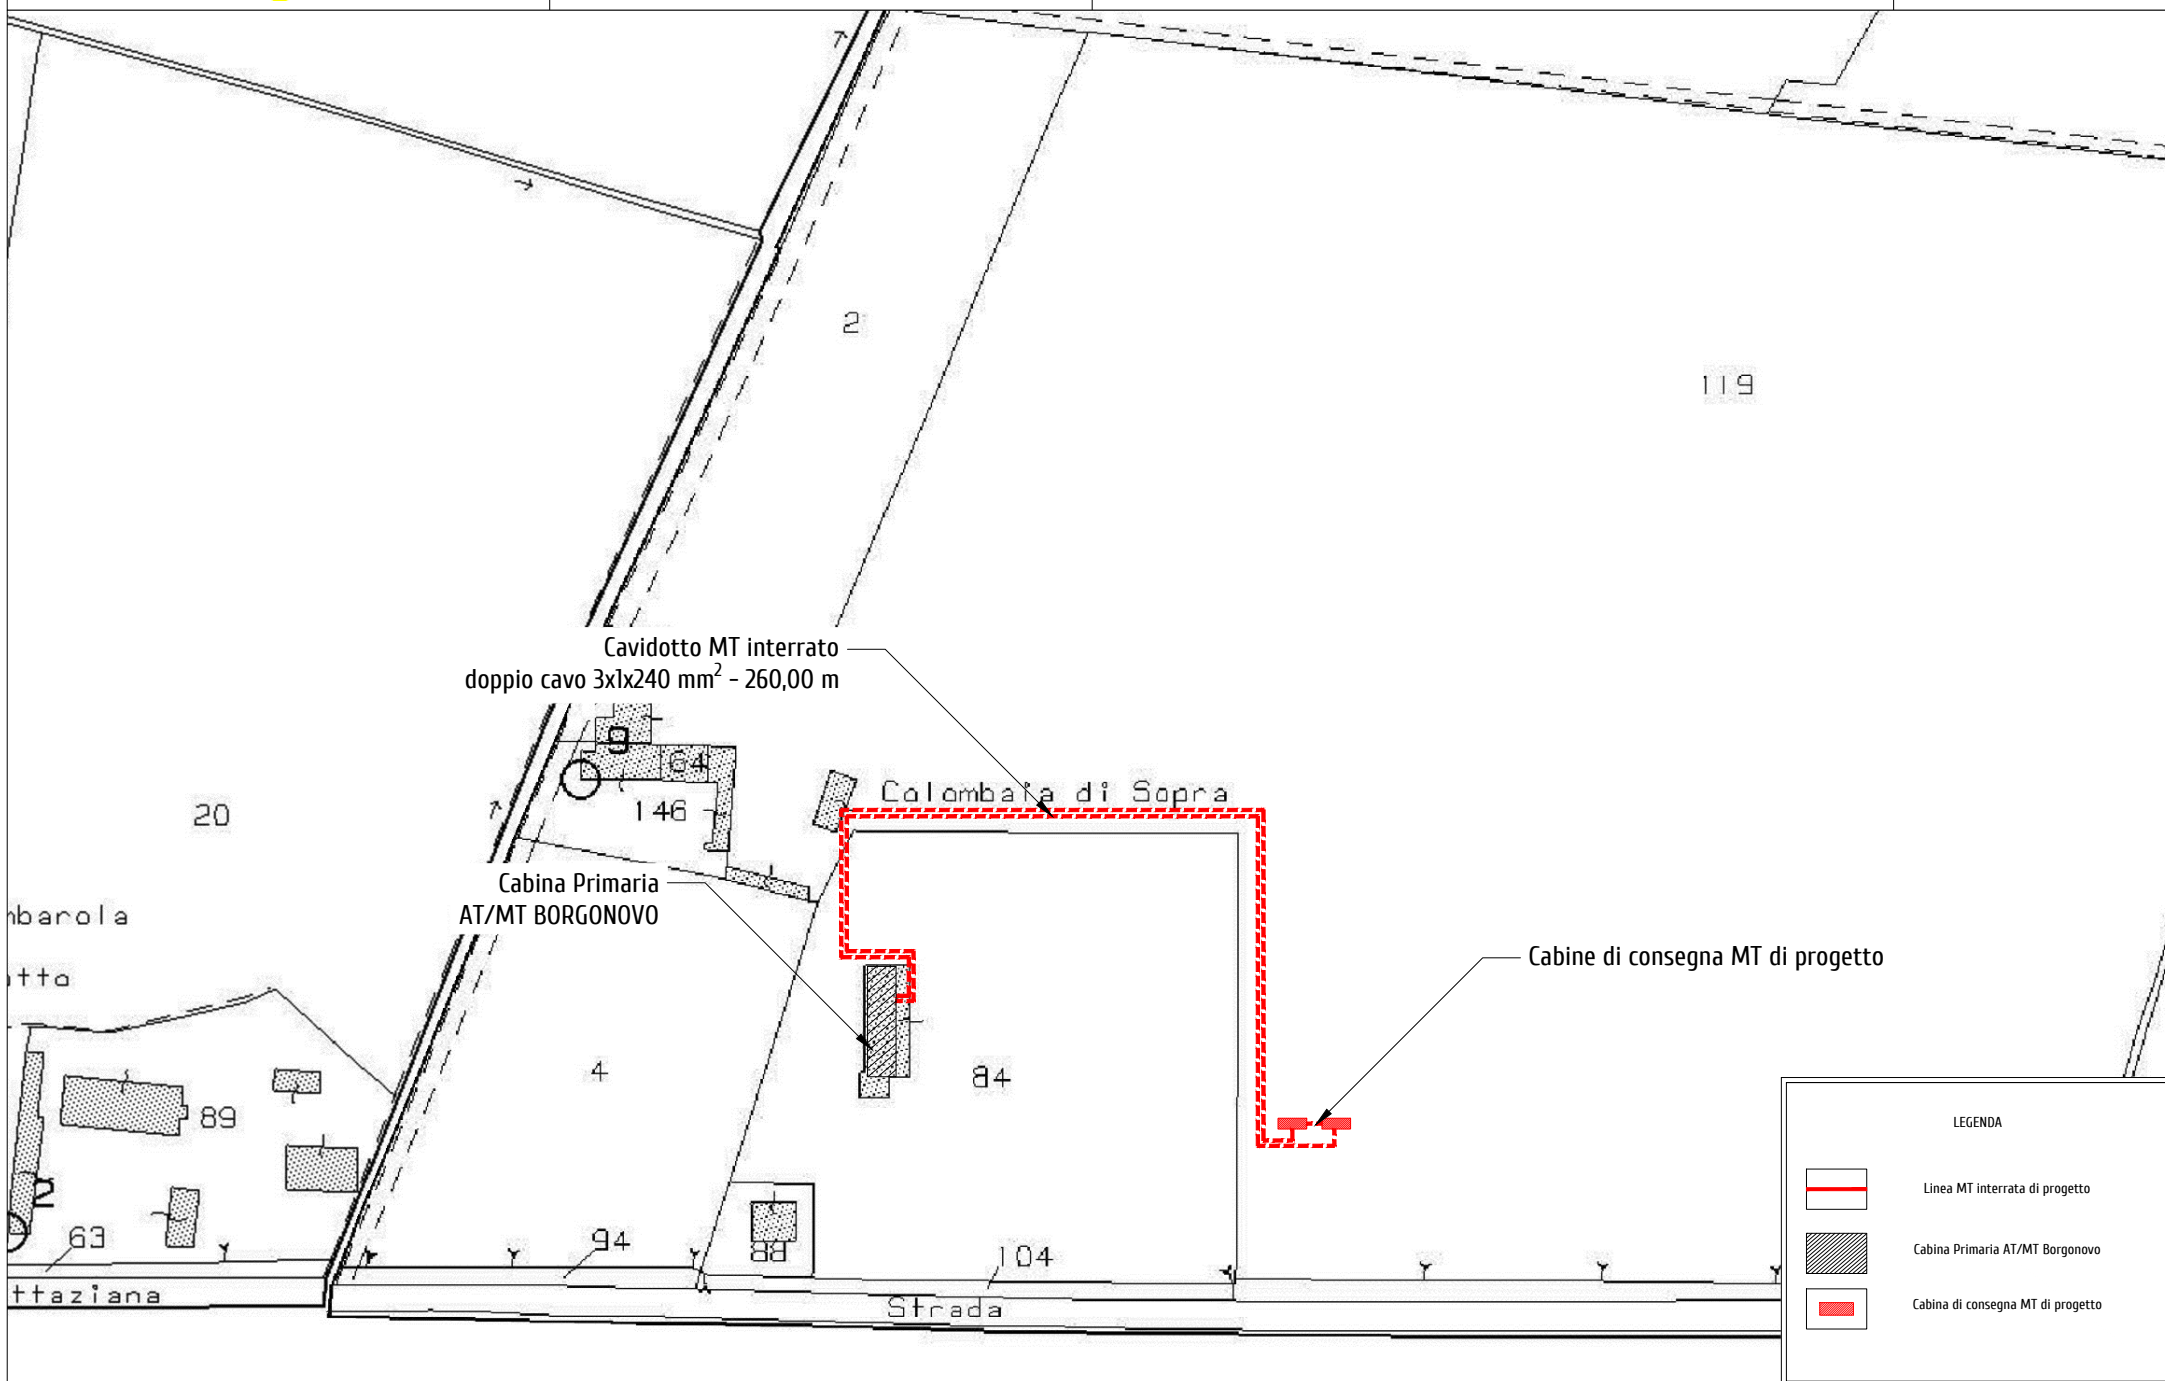 2
119
Cavidotto MT interrato
doppio cavo 3x1x240 mm² - 260,00 m
9
64
146
Colombaia di Sopra
20
Cabina Primaria
AT/MT BORGONOVO
mbarola
otto
Cabine di consegna MT di progetto
4
84
89
2
63
94
88
104
ttaziana
Strada
LEGENDA
Linea MT interrata di progetto
Cabina Primaria AT/MT Borgonovo
Cabina di consegna MT di progetto